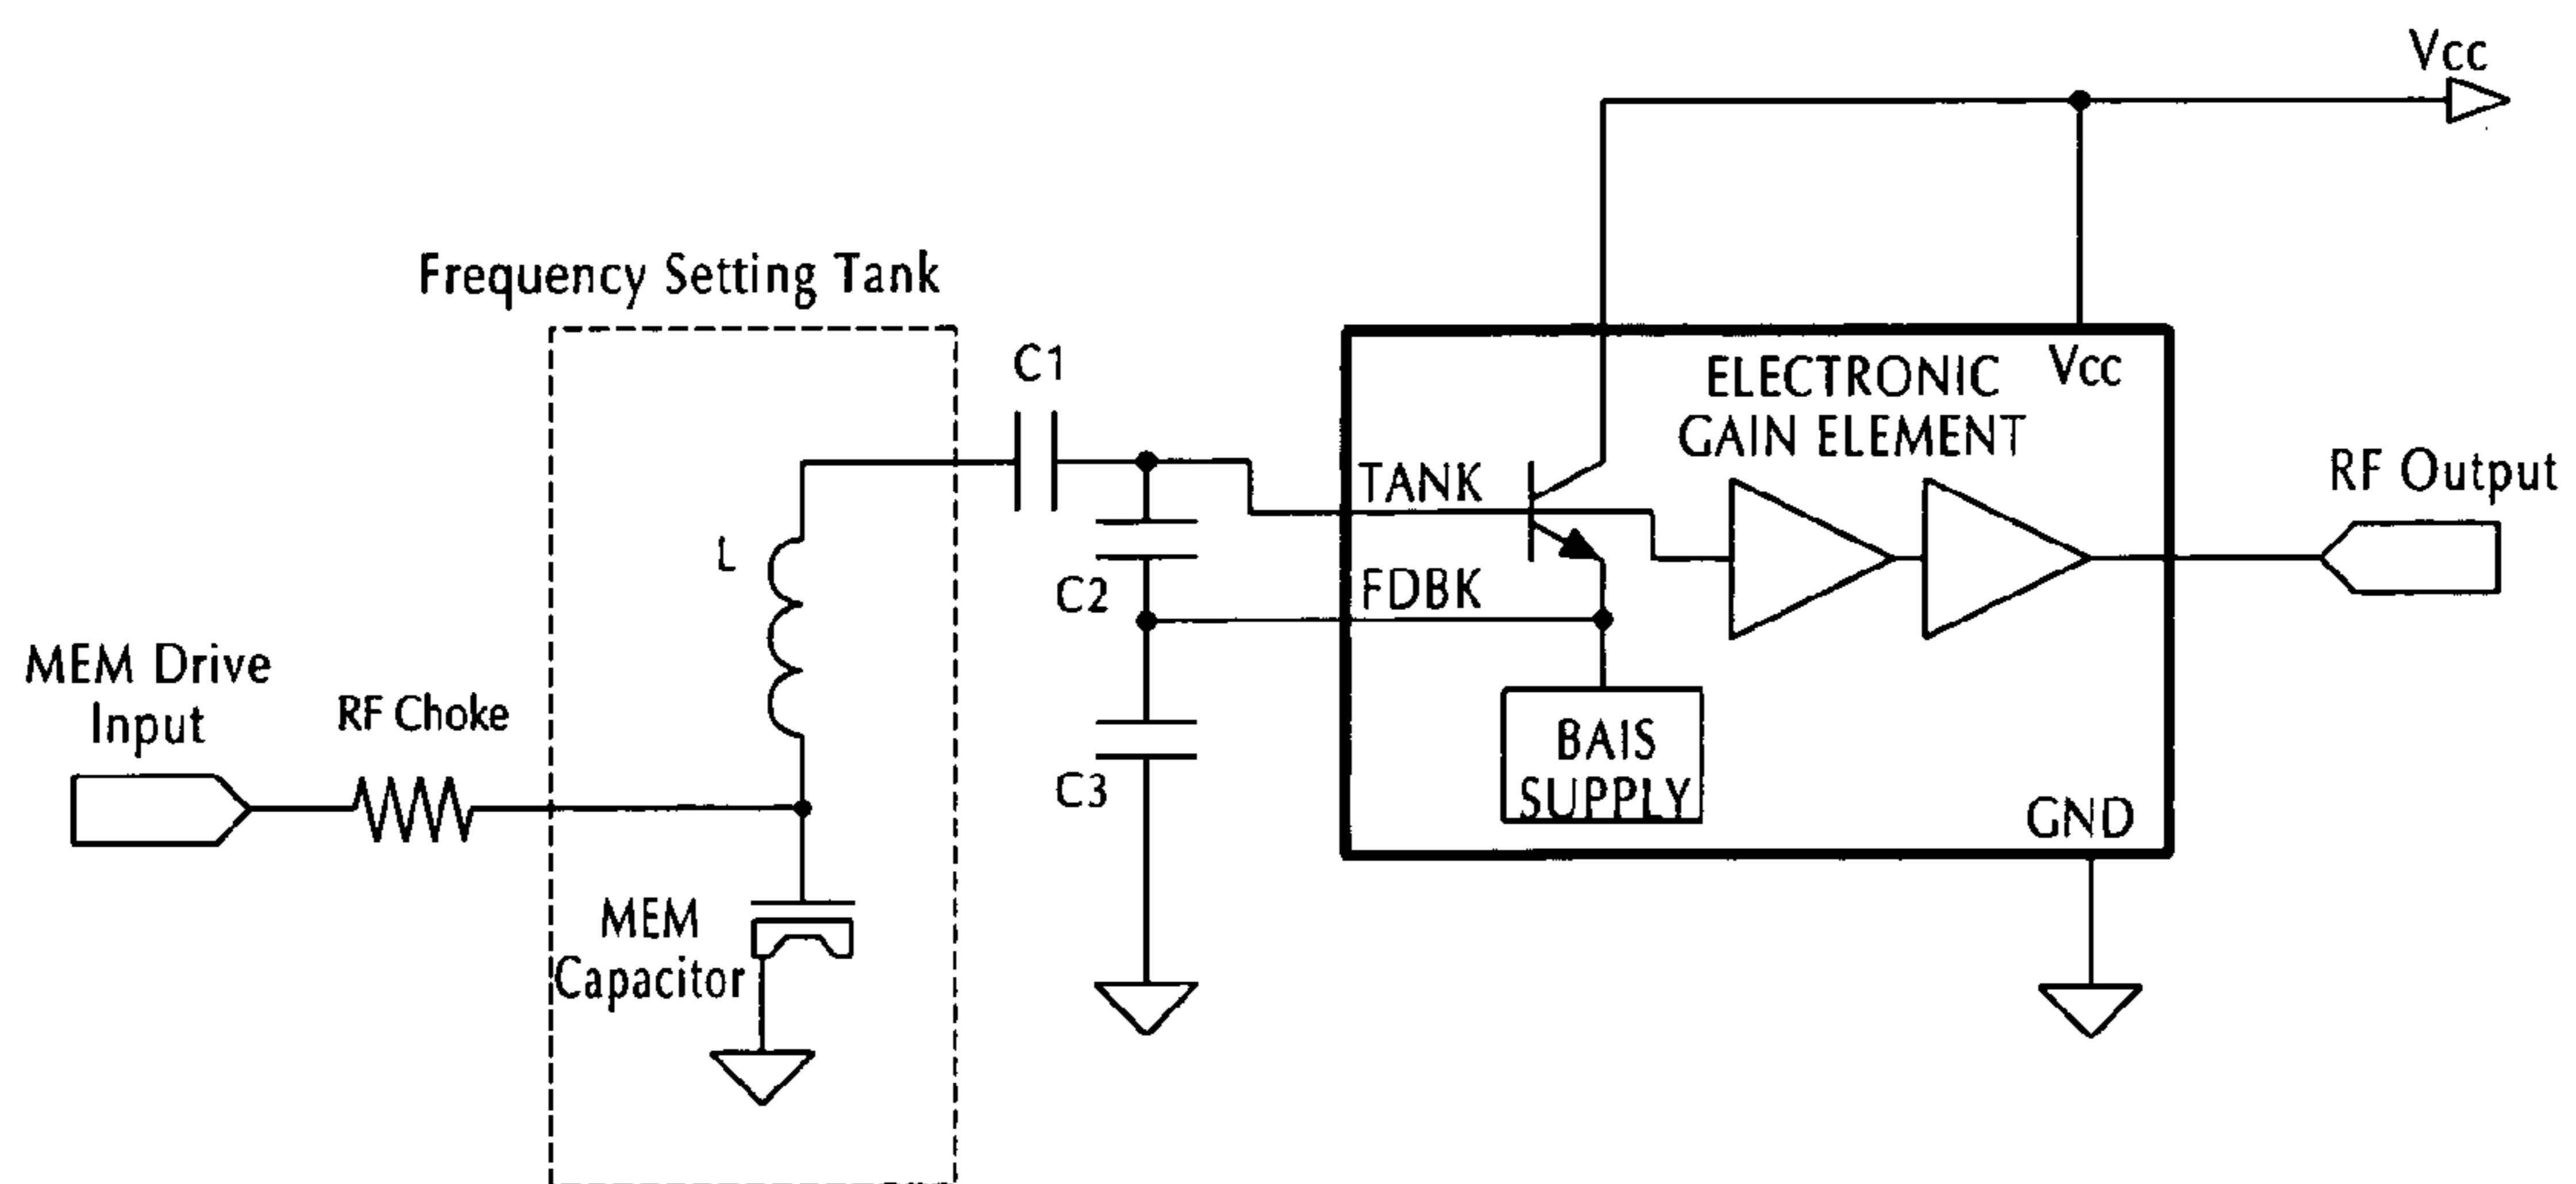 Vcc
Frequency Setting Tank
C1
ELECTRONIC
GAIN ELEMENT
Vcc
TANK
RF Output
L
C2
FDBK
MEM Drive
Input
RF Choke
BAIS
SUPPLY
C3
GND
MEM
Capacitor